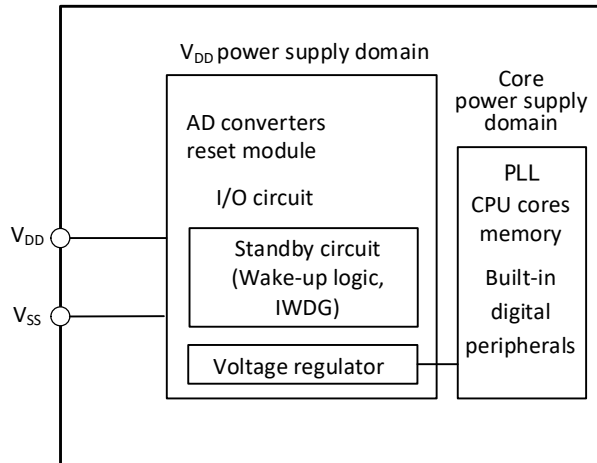 V_DD power supply domain
AD converters
reset module
I/O circuit
Standby circuit
(Wake-up logic,
IWDG)
Voltage regulator
V_DD
V_SS
Core
power supply
domain
PLL
CPU cores
memory
Built-in
digital
peripherals